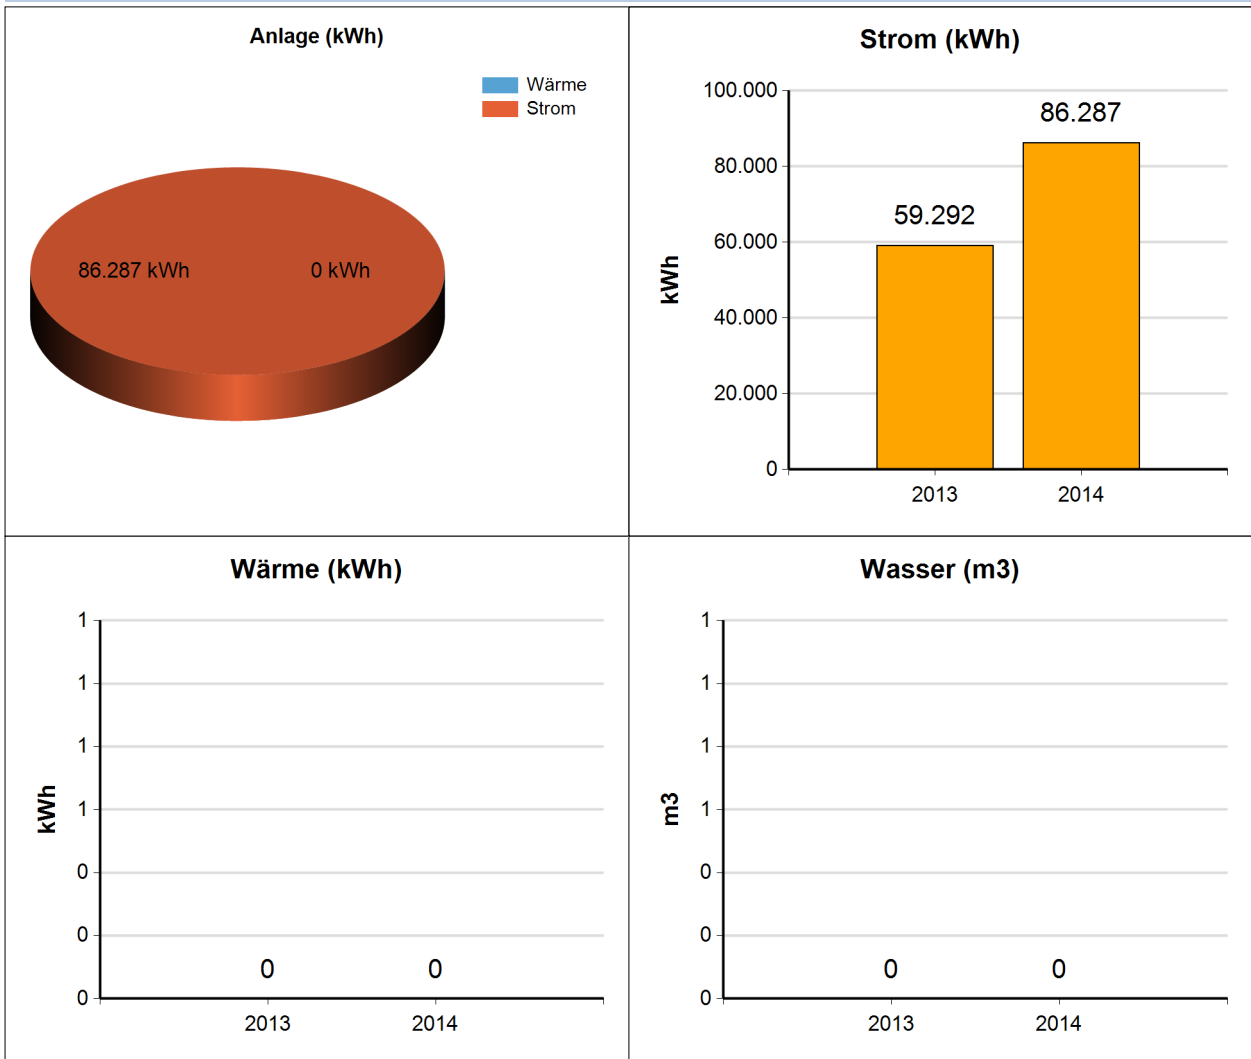 Anlage (kWh)
Wärme
Strom
86.287 kWh
0 kWh
Strom (kWh)
100.000
80.000
60.000
40.000
20.000
0
kWh
59.292
86.287
2013
2014
Wärme (kWh)
1
1
1
1
0
0
0
kWh
0
0
2013
2014
Wasser (m3)
1
1
1
1
0
0
0
m3
0
0
2013
2014